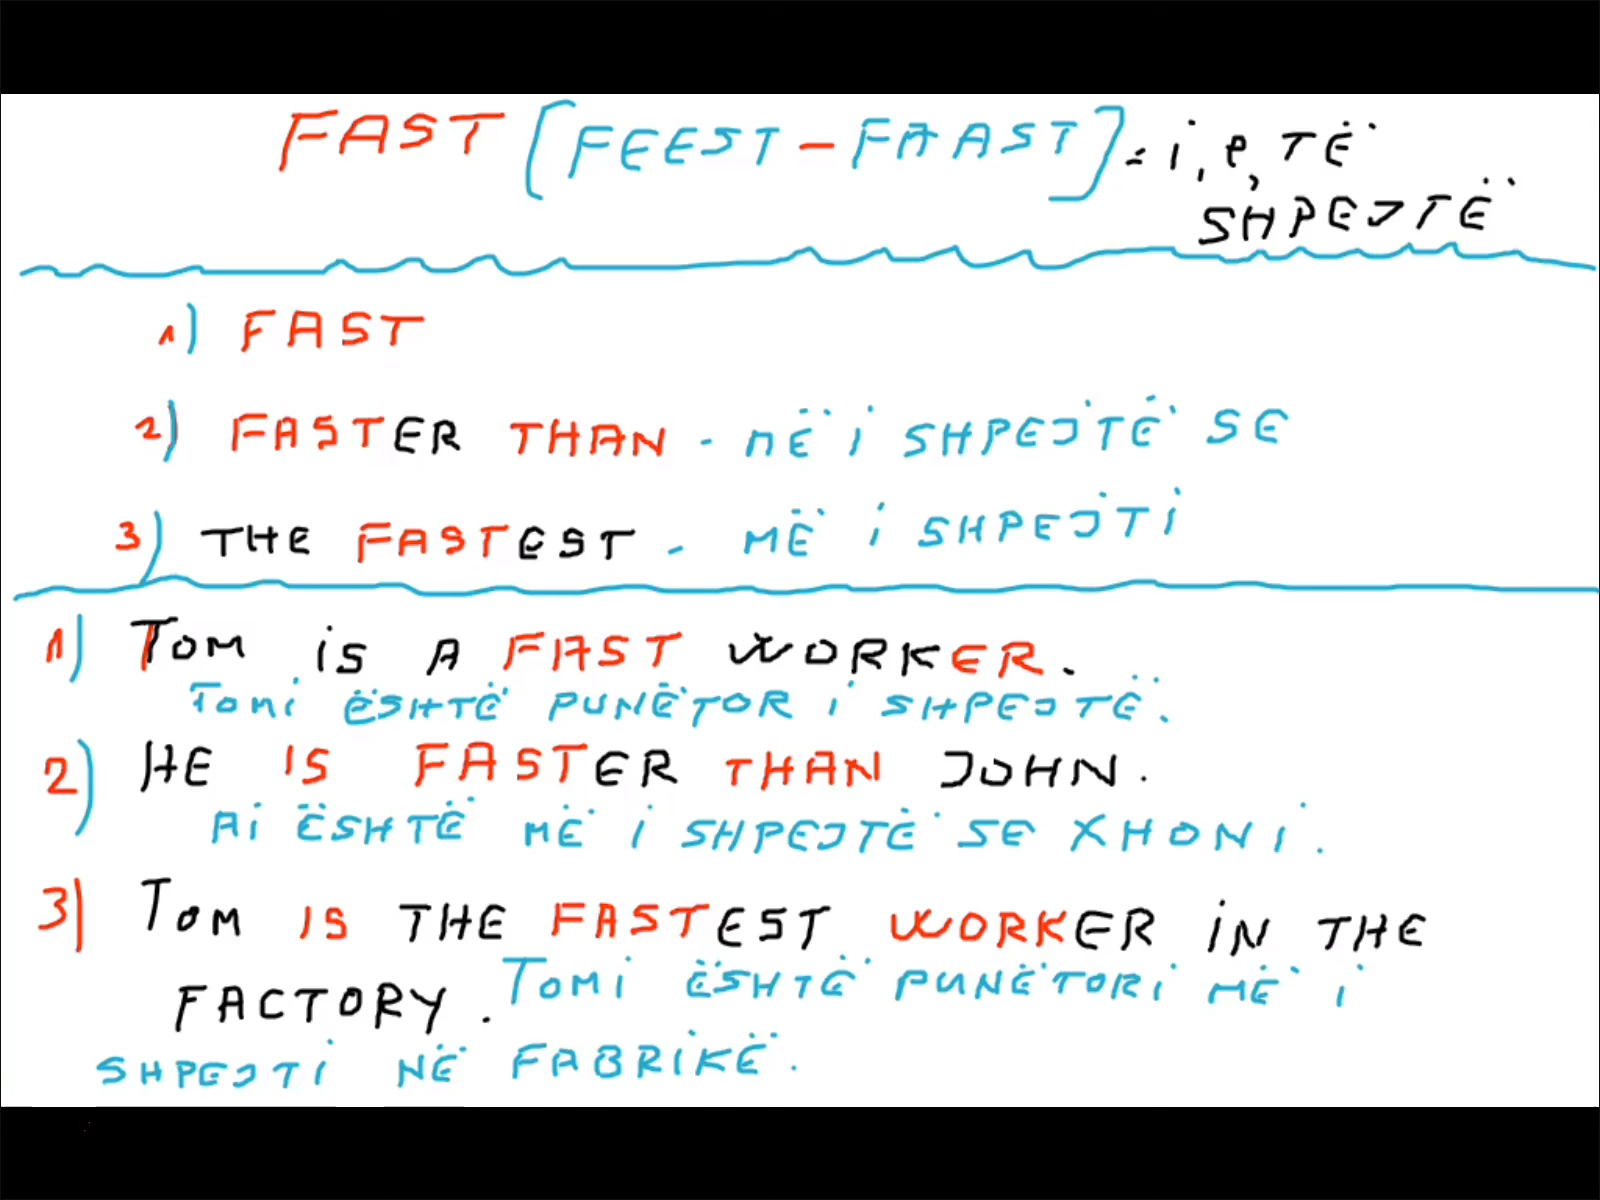 FAST [FEEST - FAAST] = i, e, TË
SHPEJTË
1) FAST
2) FASTER THAN - MË i SHPEJTË SE
3) THE FASTEST - MË i SHPEJTi
1) TOM iS A FAST WORKER.
TOMi ËSHTË PUNËTOR i SHPEJTË.
2) HE IS FASTER THAN JOHN.
Ai ËSHTË MË i SHPEJTË SE XHONi.
3) TOM IS THE FASTEST WORKER iN THE
FACTORY. TOMi ËSHTË PUNËTORi MË i
SHPEJTi NË FABRiKË.